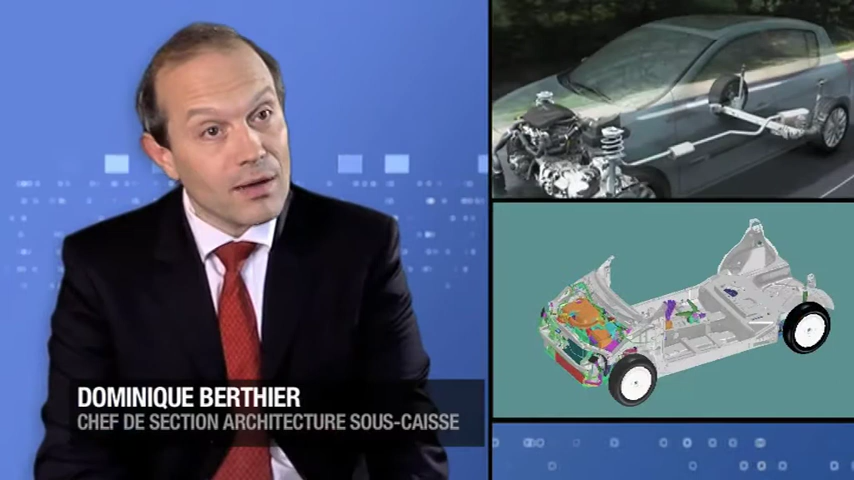 DOMINIQUE BERTHIER
CHEF DE SECTION ARCHITECTURE SOUS-CAISSE